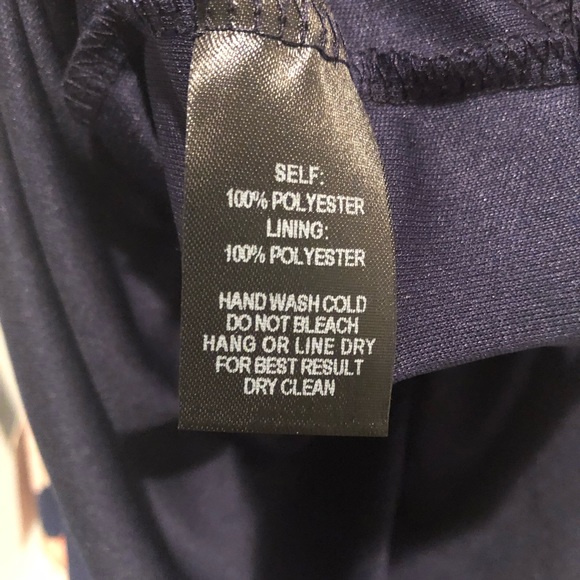 SELF:
100% POLYESTER
LINING:
100% POLYESTER
HAND WASH COLD
DO NOT BLEACH
HANG OR LINE DRY
FOR BEST RESULT
DRY CLEAN